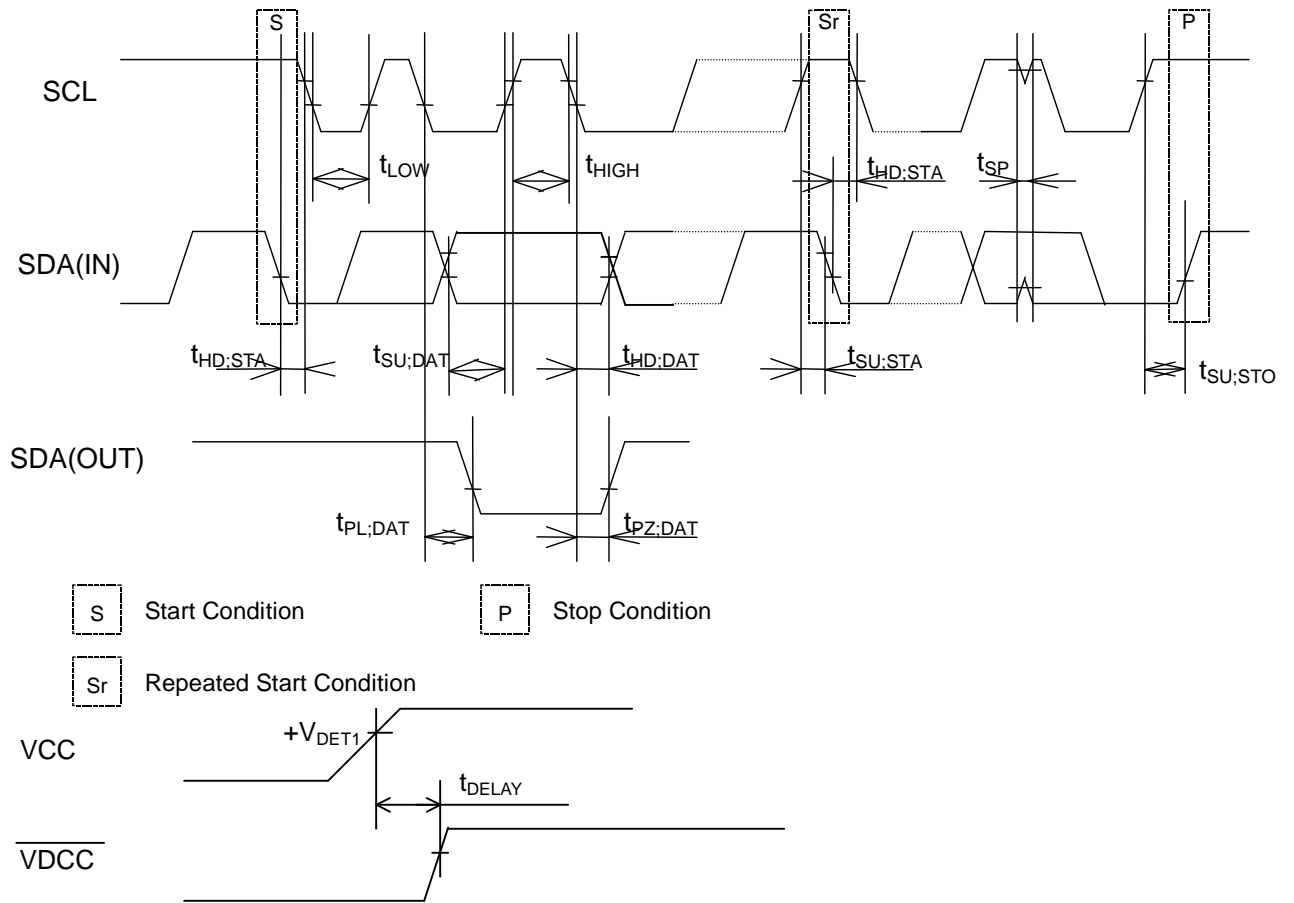 S
Sr
P
SCL
tLOW
tHIGH
tHD;STA
tSP
SDA(IN)
tHD;STA
tSU;DAT
tHD;DAT
tSU;STA
tSU;STO
SDA(OUT)
tPL;DAT
tPZ;DAT
S Start Condition
P Stop Condition
Sr Repeated Start Condition
+VDET1
VCC
tDELAY
VDCC